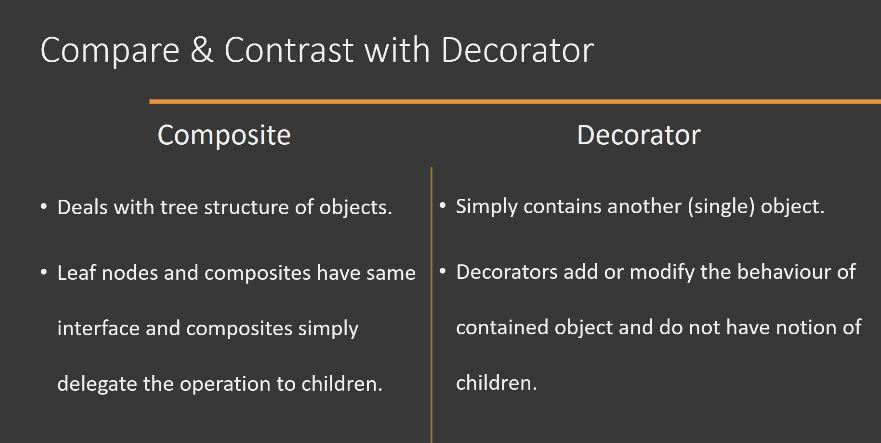 Compare & Contrast with Decorator
Composite
• Deals with tree structure of objects.
• Leaf nodes and composites have same
interface and composites simply
delegate the operation to children.
Decorator
• Simply contains another (single) object.
• Decorators add or modify the behaviour of
contained object and do not have notion of
children.